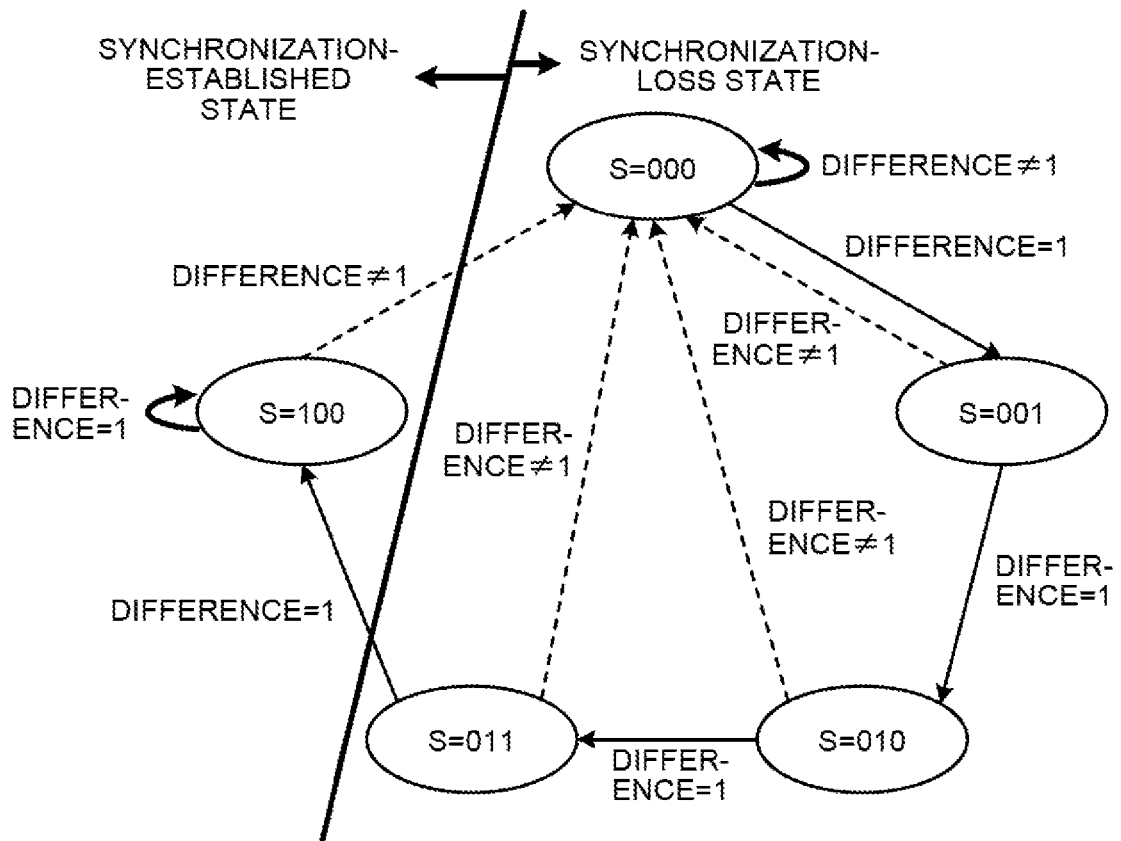 SYNCHRONIZATION-
ESTABLISHED
STATE
SYNCHRONIZATION-
LOSS STATE
S=000
DIFFERENCE≠1
DIFFERENCE=1
DIFFERENCE≠1
DIFFER-
ENCE≠1
S=100
DIFFER-
ENCE=1
S=001
DIFFER-
ENCE≠1
DIFFER-
ENCE≠1
DIFFER-
ENCE=1
DIFFERENCE=1
S=011
S=010
DIFFER-
ENCE=1